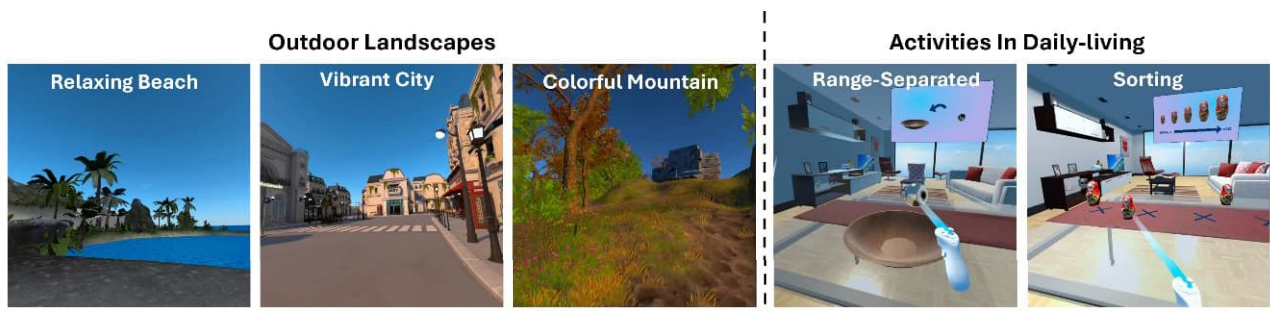 Outdoor Landscapes
Activities In Daily-living
Relaxing Beach
Vibrant City
Colorful Mountain
Range-Separated
Sorting